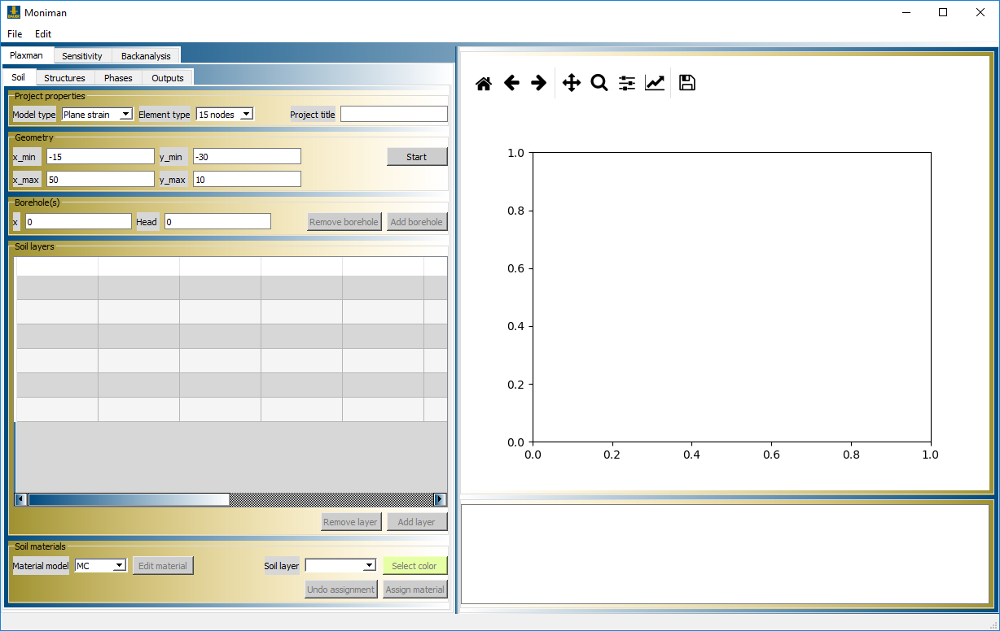 Moniman
File Edit
Plaxman Sensitivity Backanalysis
Soil Structures Phases Outputs
Project properties
Model type Plane strain Element type 15 nodes Project title
Geometry
x_min -15 y_min -30 Start
x_max 50 y_max 10
Borehole(s)
x 0 Head 0 Remove borehole Add borehole
Soil layers
Remove layer Add layer
Soil materials
Material model MC Edit material Soil layer Select color
Undo assignment Assign material
1.0
0.8
0.6
0.4
0.2
0.0
0.0 0.2 0.4 0.6 0.8 1.0